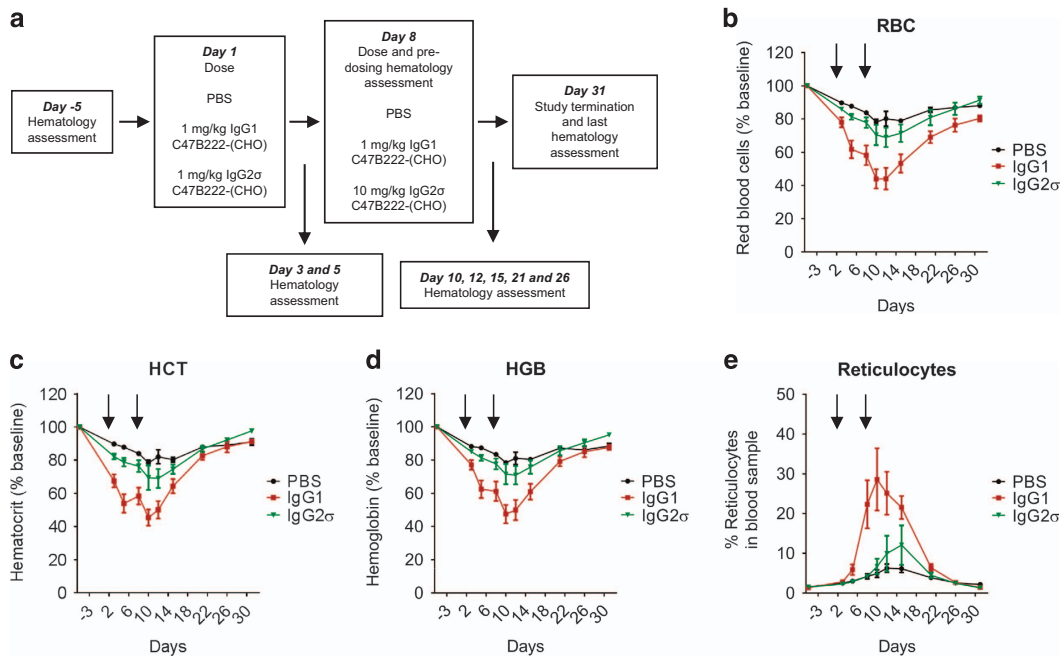 a
Day -5
Hematology
assessment
Day 1
Dose
PBS
1 mg/kg IgG1
C47B222-(CHO)
1 mg/kg IgG2σ
C47B222-(CHO)
Day 8
Dose and pre-
dosing hematology
assessment
PBS
1 mg/kg IgG1
C47B222-(CHO)
10 mg/kg IgG2σ
C47B222-(CHO)
Day 31
Study termination
and last
hematology
assessment
Day 3 and 5
Hematology
assessment
Day 10, 12, 15, 21 and 26
Hematology assessment
b
RBC
Red blood cells (% baseline)
120
100
80
60
40
20
0
-3 2 6 10 14 18 22 26 30
Days
PBS
IgG1
IgG2σ
c
HCT
Hematocrit (% baseline)
120
100
80
60
40
20
0
-3 2 6 10 14 18 22 26 30
Days
PBS
IgG1
IgG2σ
d
HGB
Hemoglobin (% baseline)
120
100
80
60
40
20
0
-3 2 6 10 14 18 22 26 30
Days
PBS
IgG1
IgG2σ
e
Reticulocytes
% Reticulocytes
in blood sample
50
40
30
20
10
0
-3 2 6 10 14 18 22 26 30
Days
PBS
IgG1
IgG2σ